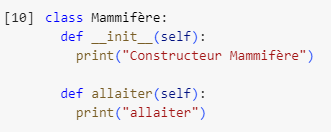 [10] class Mammifère:
def __init__(self):
print("Constructeur Mammifère")
def allaiter(self):
print("allaiter")